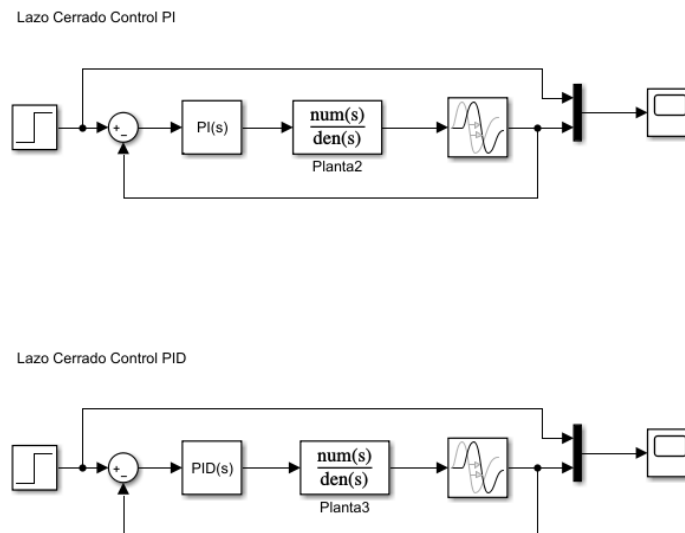 Lazo Cerrado Control PI
+
-
PI(s)
num(s)
den(s)
Planta2
Lazo Cerrado Control PID
+
-
PID(s)
num(s)
den(s)
Planta3